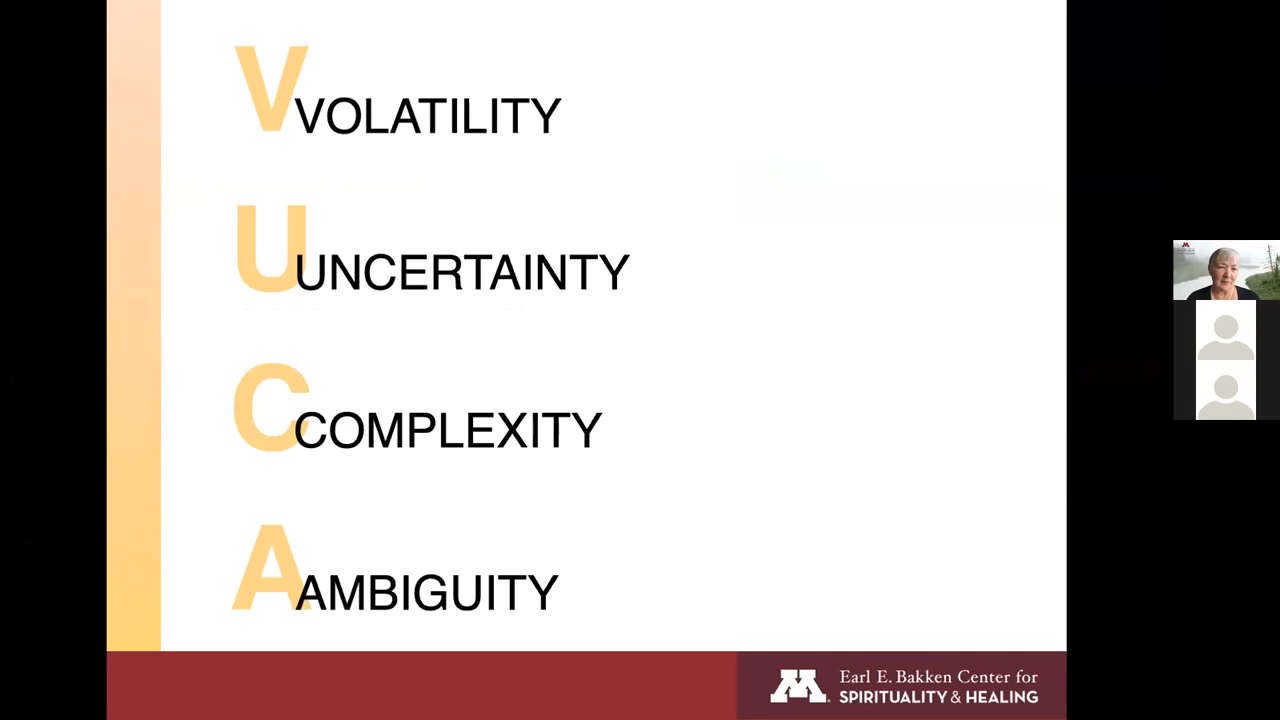 V
VOLATILITY
U
UNCERTAINTY
C
COMPLEXITY
A
AMBIGUITY
M
Earl E. Bakken Center for
SPIRITUALITY & HEALING